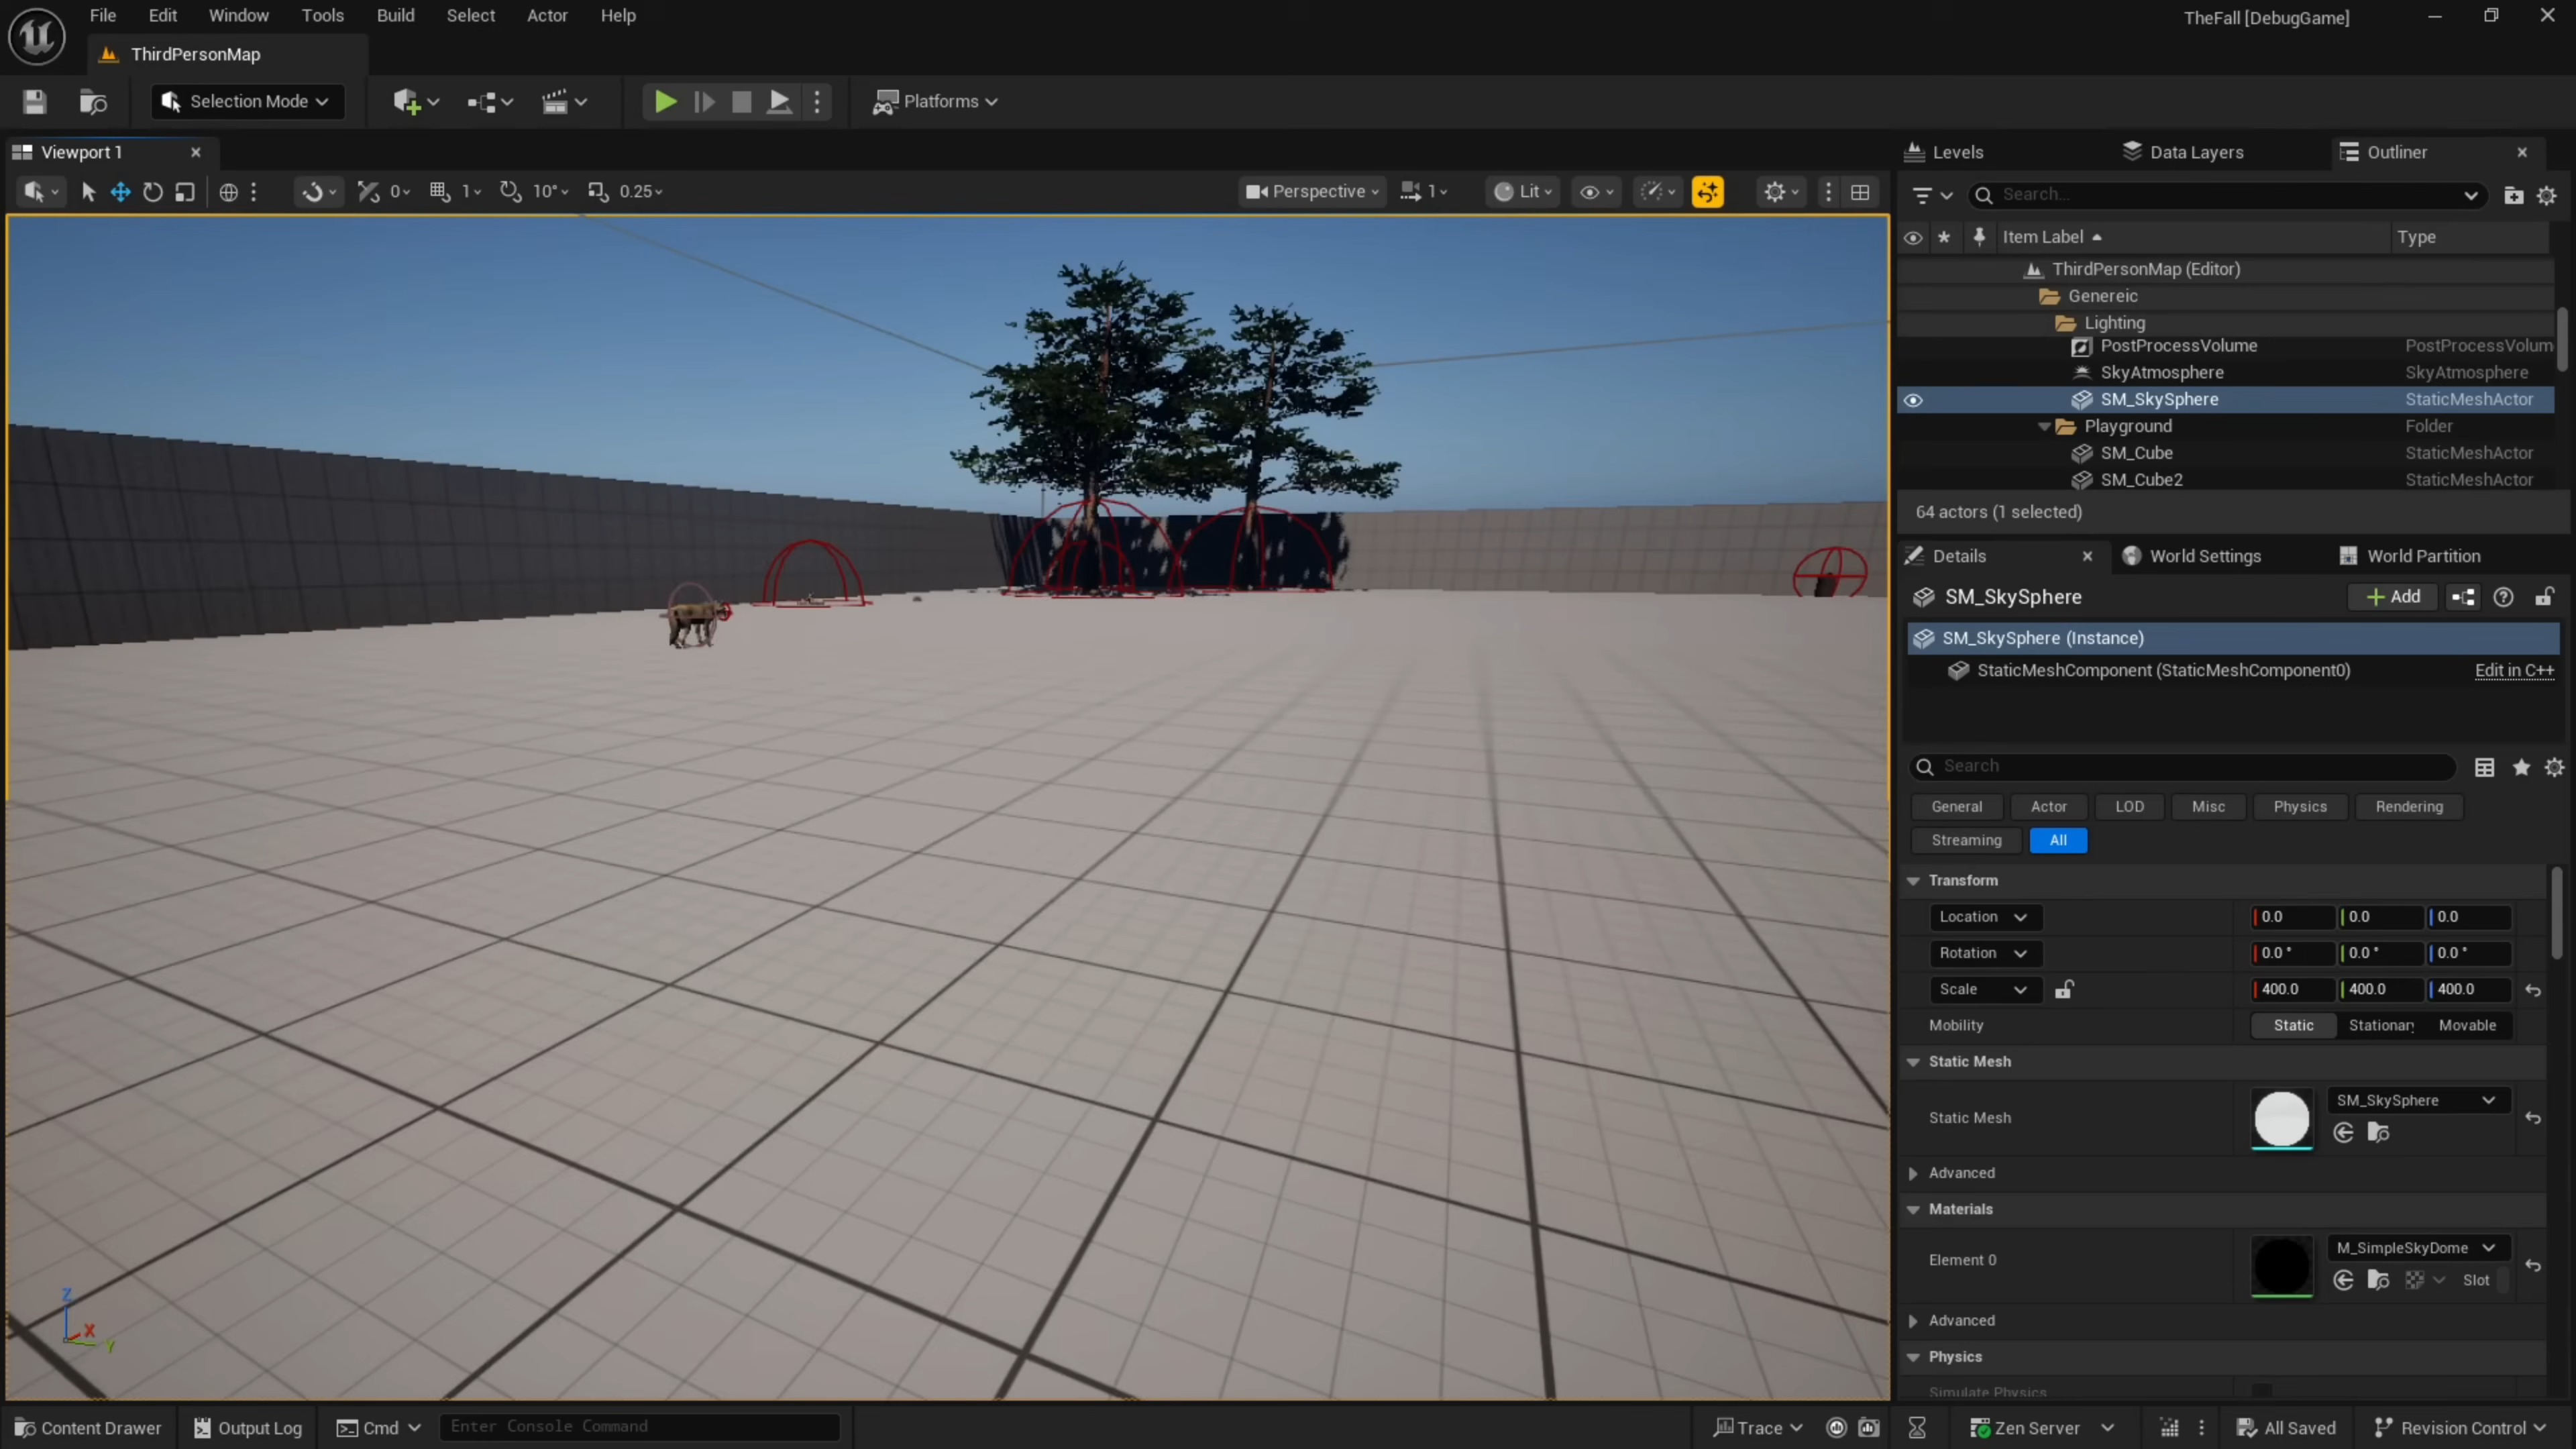 File Edit Window Tools Build Select Actor Help
TheFall [DebugGame]
ThirdPersonMap
Selection Mode
Platforms
Viewport 1
0 1 10° 0.25
Perspective 1 Lit
Levels Data Layers Outliner
Search...
Item Label Type
ThirdPersonMap (Editor)
Genereic
Lighting
PostProcessVolume PostProcessVolum
SkyAtmosphere SkyAtmosphere
SM_SkySphere StaticMeshActor
Playground Folder
SM_Cube StaticMeshActor
SM_Cube2 StaticMeshActor
64 actors (1 selected)
Details World Settings World Partition
SM_SkySphere
Add
SM_SkySphere (Instance)
StaticMeshComponent (StaticMeshComponent0) Edit in C++
Search
General Actor LOD Misc Physics Rendering
Streaming All
Transform
Location 0.0 0.0 0.0
Rotation 0.0 ° 0.0 ° 0.0 °
Scale 400.0 400.0 400.0
Mobility Static Stationary Movable
Static Mesh
Static Mesh SM_SkySphere
Advanced
Materials
Element 0 M_SimpleSkyDome
Slot
Advanced
Physics
Simulate Physics
Z
X
Y
Content Drawer Output Log Cmd Enter Console Command Trace Zen Server All Saved Revision Control